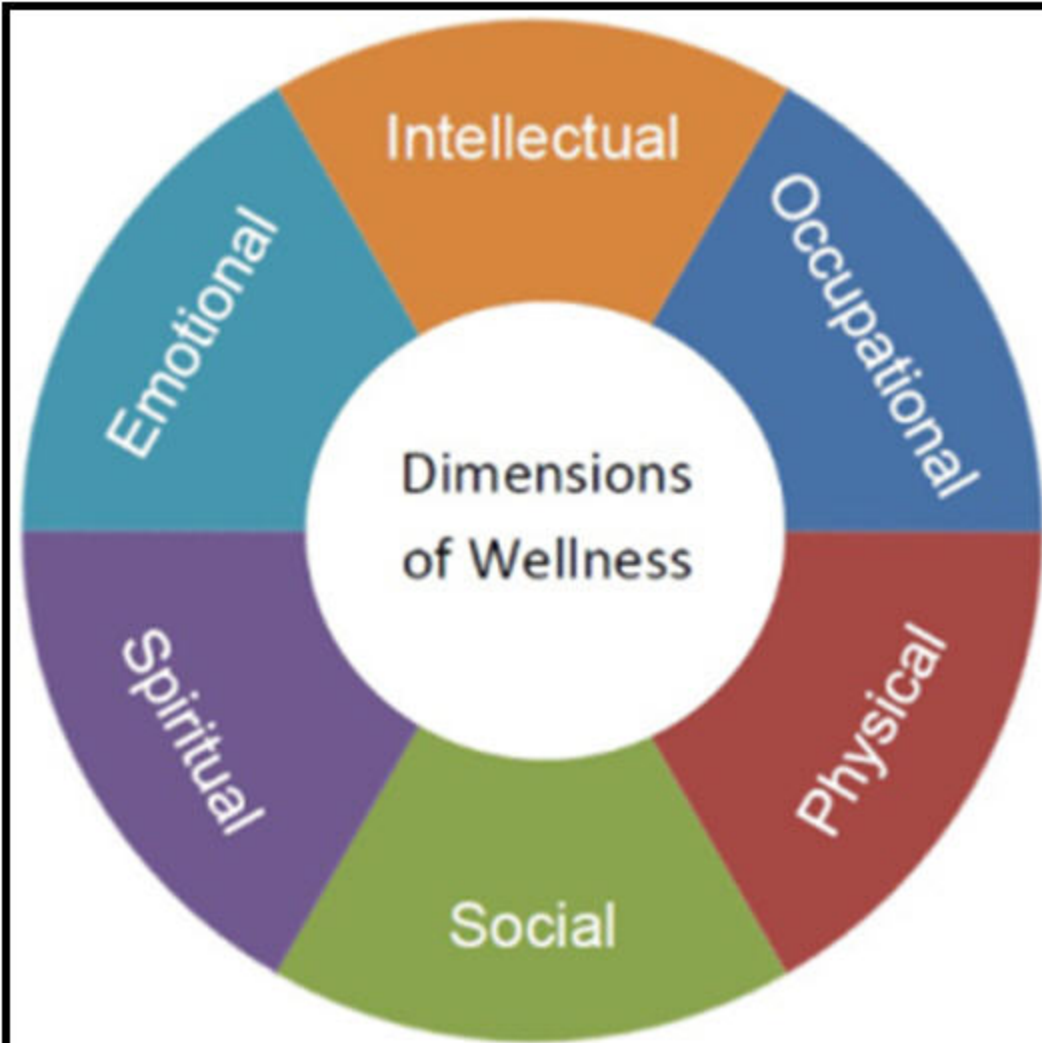 Intellectual
Occupational
Physical
Social
Spiritual
Emotional
Dimensions
of Wellness